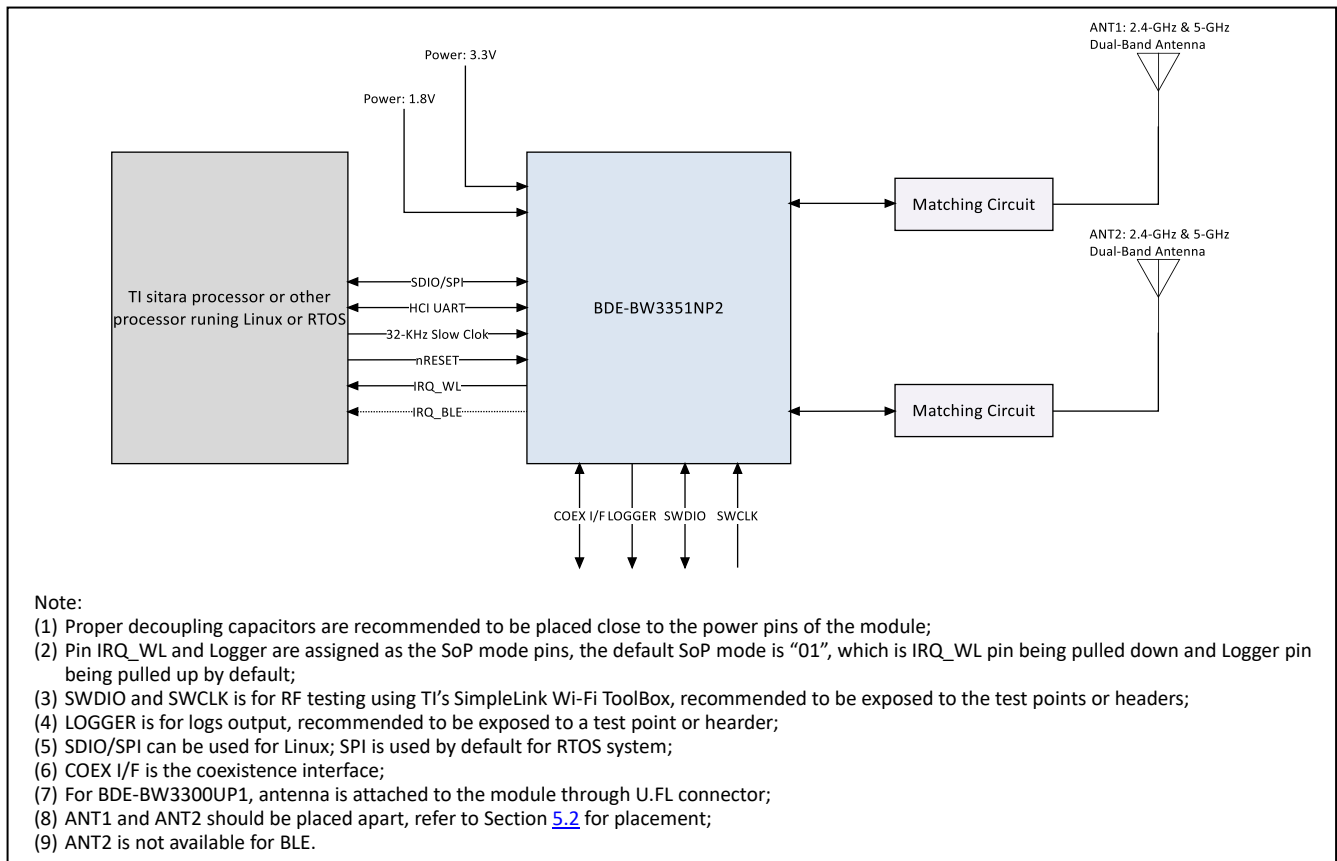 ANT1: 2.4-GHz & 5-GHz
Dual-Band Antenna
Power: 3.3V
Power: 1.8V
Matching Circuit
ANT2: 2.4-GHz & 5-GHz
Dual-Band Antenna
TI sitara processor or other
processor runing Linux or RTOS
SDIO/SPI
HCI UART
32-KHz Slow Clok
nRESET
IRQ_WL
IRQ_BLE
BDE-BW3351NP2
Matching Circuit
COEX I/F LOGGER SWDIO SWCLK
Note:
(1) Proper decoupling capacitors are recommended to be placed close to the power pins of the module;
(2) Pin IRQ_WL and Logger are assigned as the SoP mode pins, the default SoP mode is “01”, which is IRQ_WL pin being pulled down and Logger pin
being pulled up by default;
(3) SWDIO and SWCLK is for RF testing using TI’s SimpleLink Wi-Fi ToolBox, recommended to be exposed to the test points or headers;
(4) LOGGER is for logs output, recommended to be exposed to a test point or hearder;
(5) SDIO/SPI can be used for Linux; SPI is used by default for RTOS system;
(6) COEX I/F is the coexistence interface;
(7) For BDE-BW3300UP1, antenna is attached to the module through U.FL connector;
(8) ANT1 and ANT2 should be placed apart, refer to Section 5.2 for placement;
(9) ANT2 is not available for BLE.